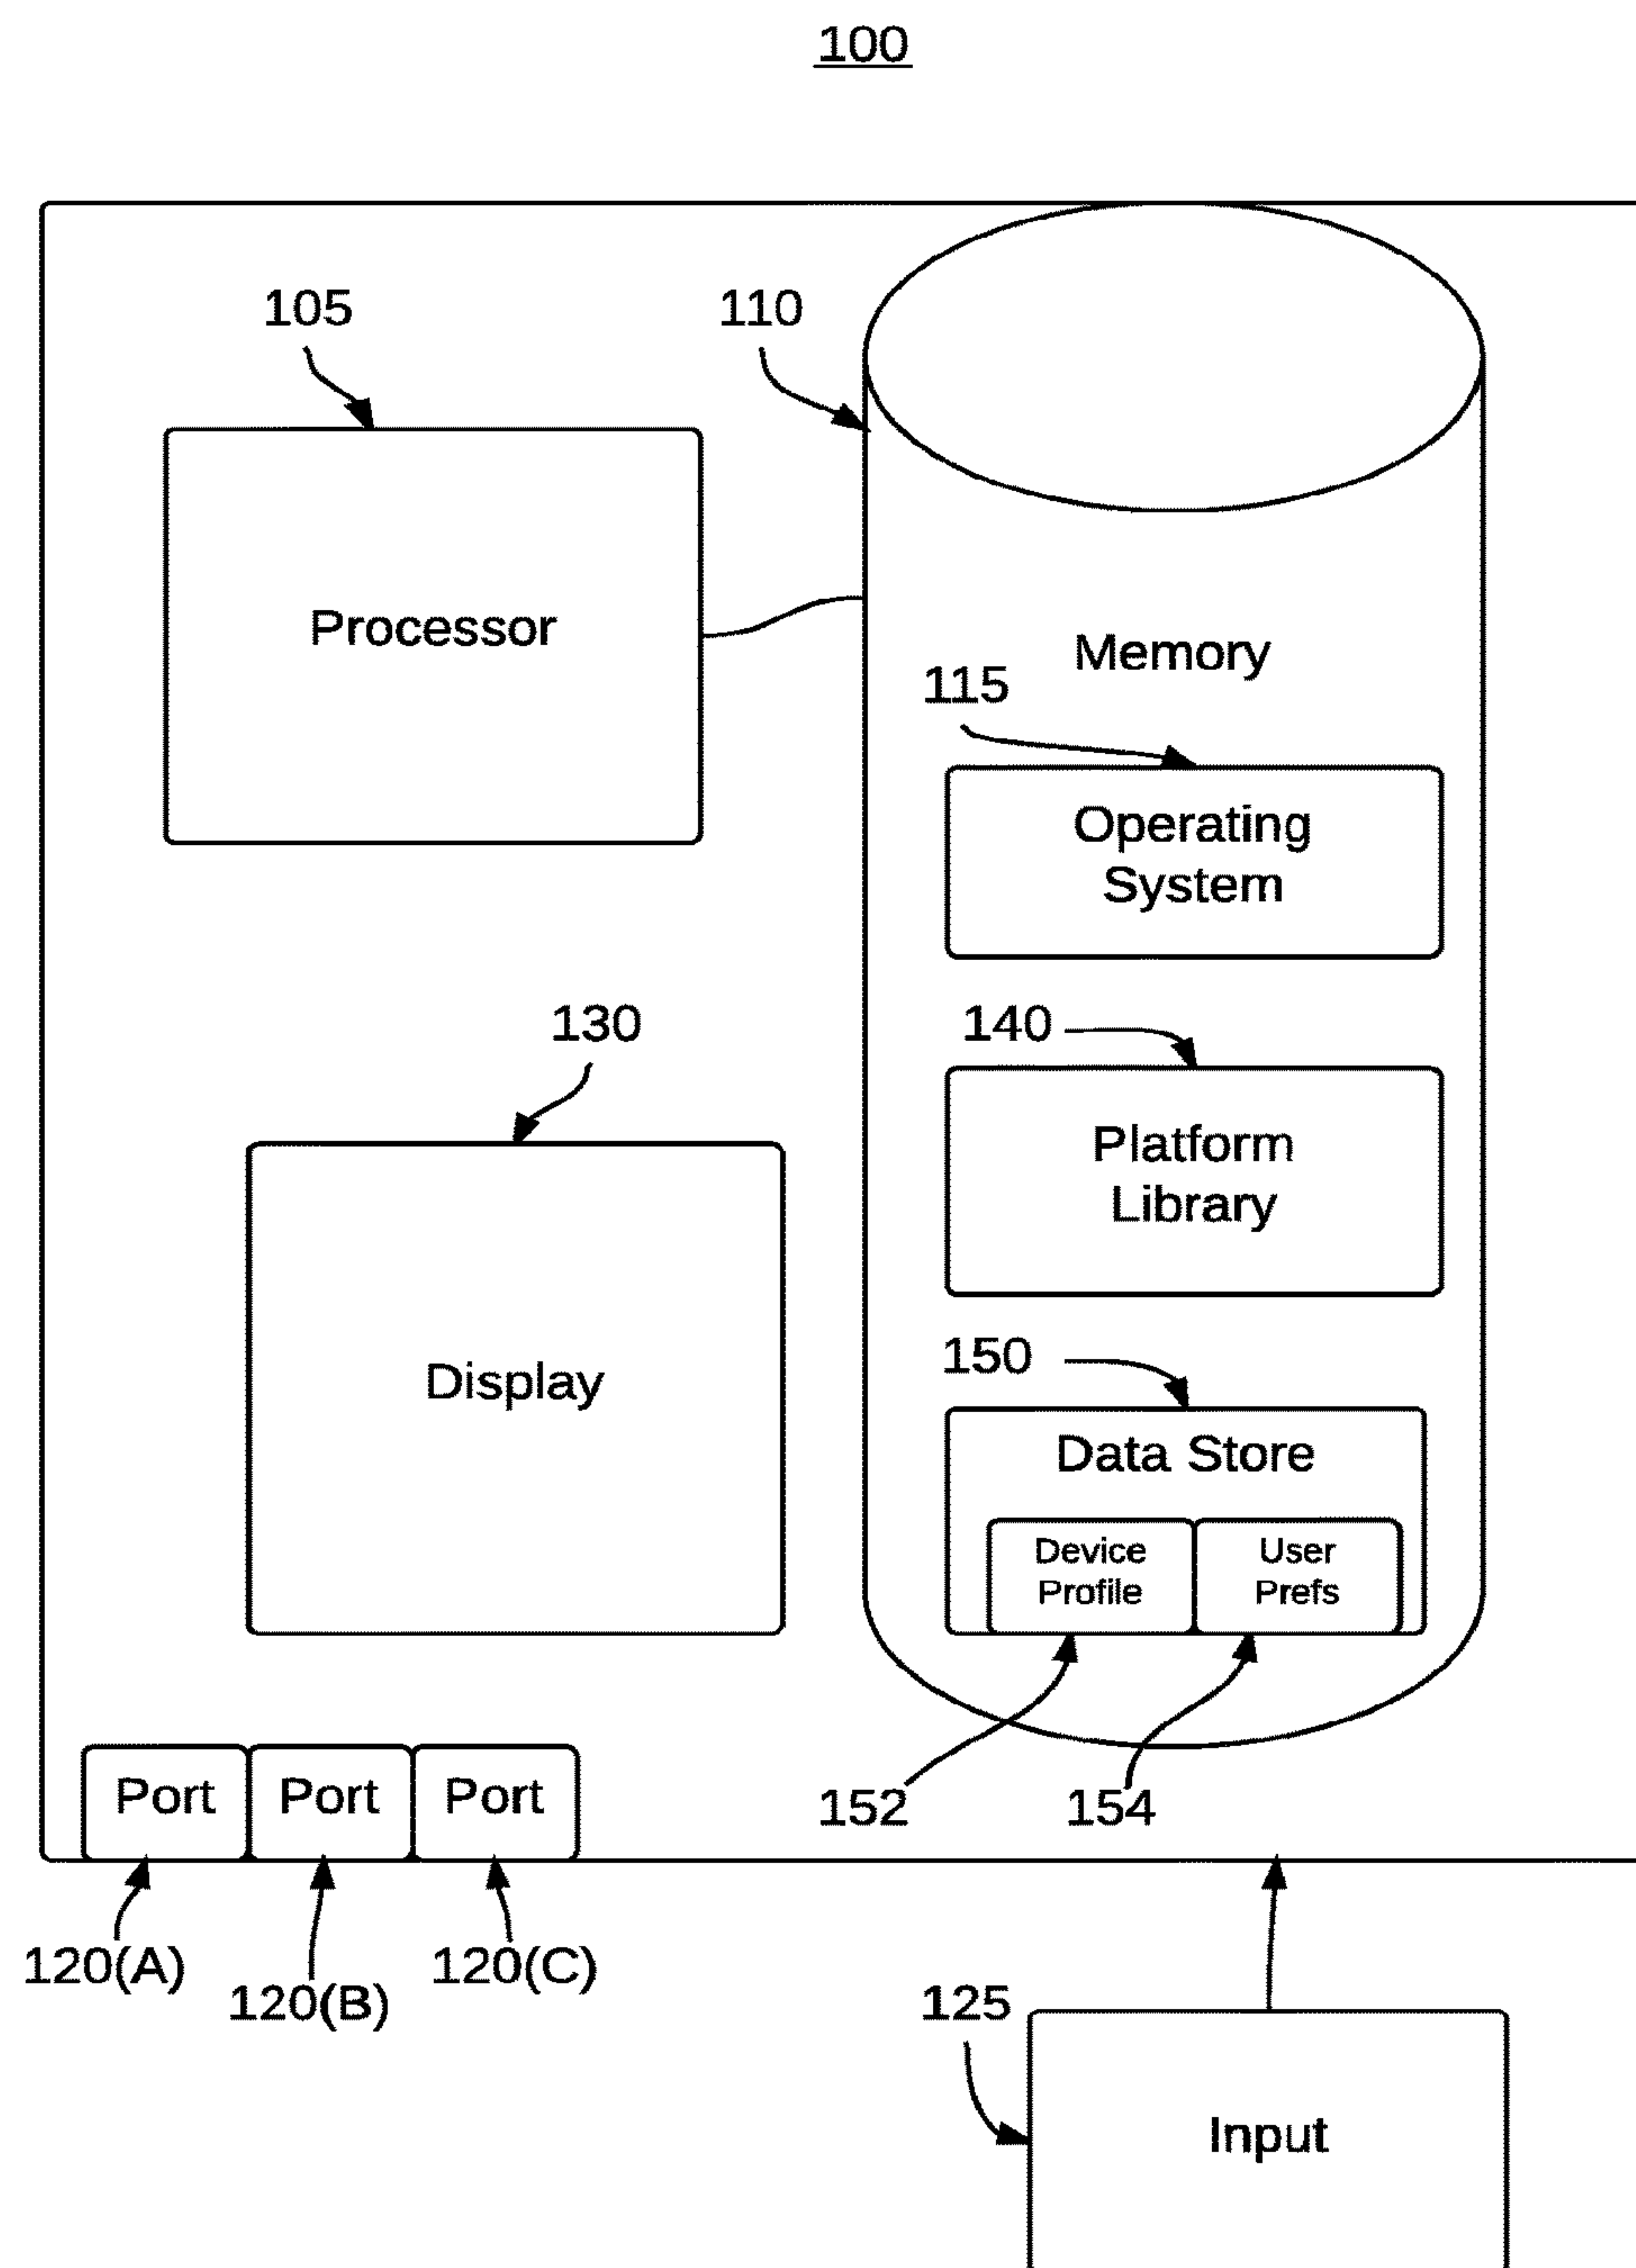 100
105
110
Processor
Memory
115
Operating
System
130
140
Platform
Library
Display
150
Data Store
Device
Profile
User
Prefs
Port
Port
Port
152
154
120(A)
120(B)
120(C)
125
Input